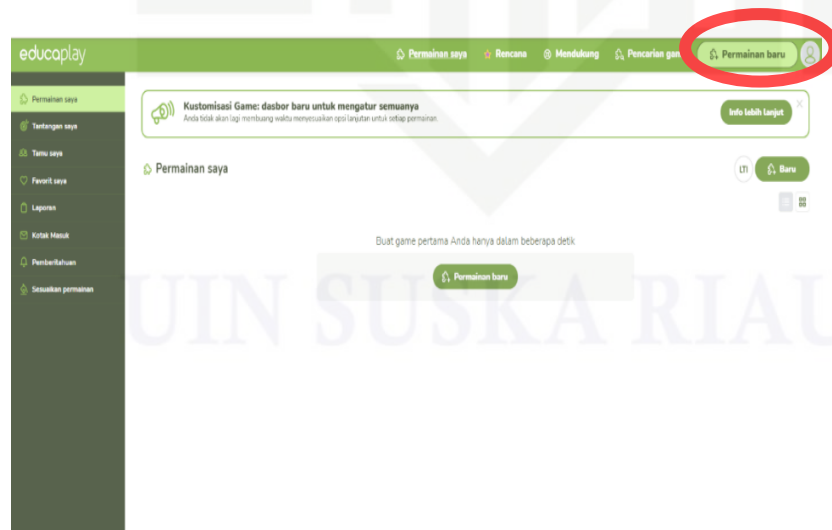 educaplay
Permainan saya
Rencana
Mendukung
Pencarian gam
Permainan baru
Permainan saya
Tantangan saya
Tamu saya
Favorit saya
Laporan
Kotak Masuk
Pemberitahuan
Sesuaikan permainan
Kustomisasi Game: dasbor baru untuk mengatur semuanya
Anda tidak akan lagi membuang waktu menyesuaikan opsi lanjutan untuk setiap permainan.
Info lebih lanjut
Permainan saya
LTI
Baru
Buat game pertama Anda hanya dalam beberapa detik
Permainan baru
UIN SUSKA RIAU